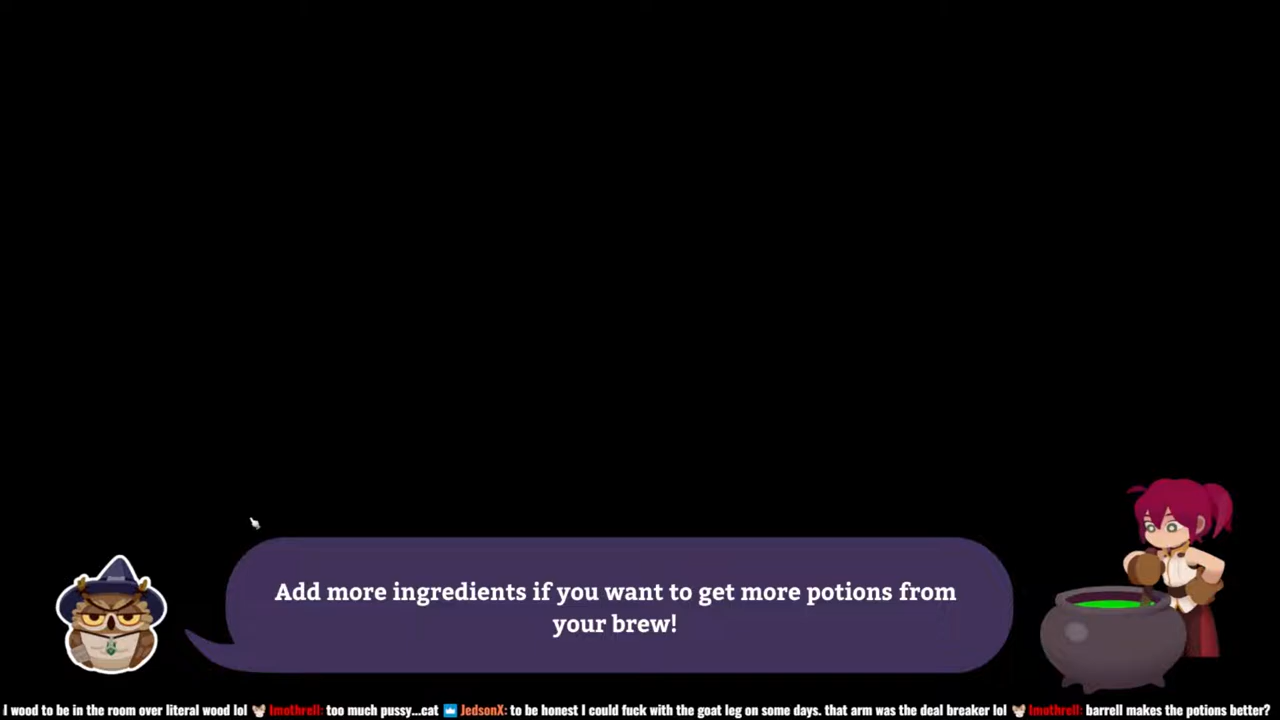 Add more ingredients if you want to get more potions from
your brew!
I wood to be in the room over literal wood lol lmothrell: too much pussy...cat JedsonX: to be honest I could fuck with the goat leg on some days. that arm was the deal breaker lol lmothrell: barrell makes the potions better?